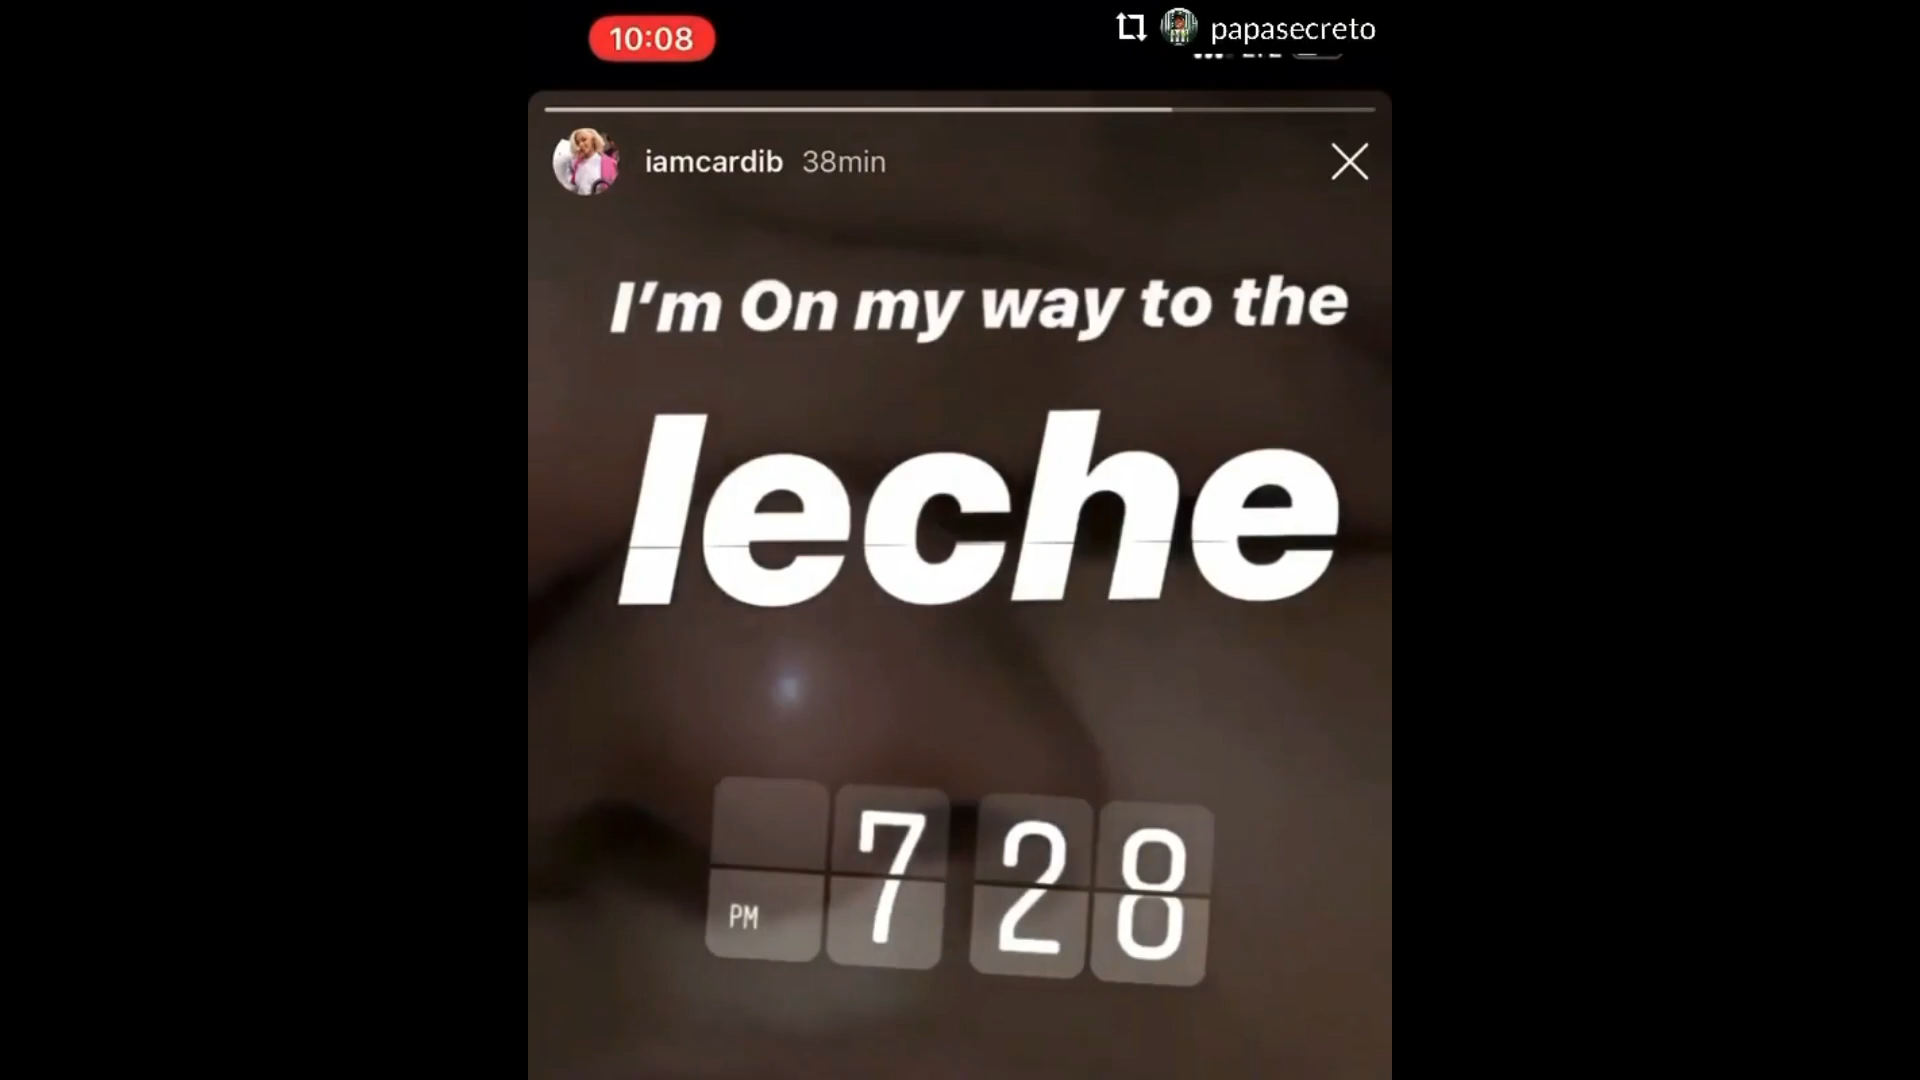 10:08
papasecreto
iamcardib 38min
I'm On my way to the
leche
PM 7 28